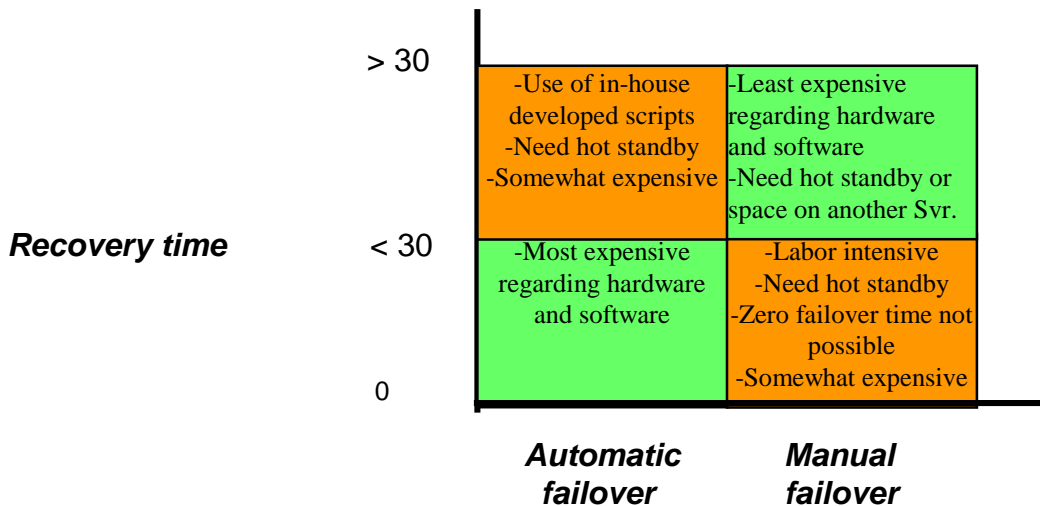 > 30
-Use of in-house
developed scripts
-Need hot standby
-Somewhat expensive
-Least expensive
regarding hardware
and software
-Need hot standby or
space on another Svr.
Recovery time
< 30
-Most expensive
regarding hardware
and software
-Labor intensive
-Need hot standby
-Zero failover time not
possible
-Somewhat expensive
0
Automatic
failover
Manual
failover